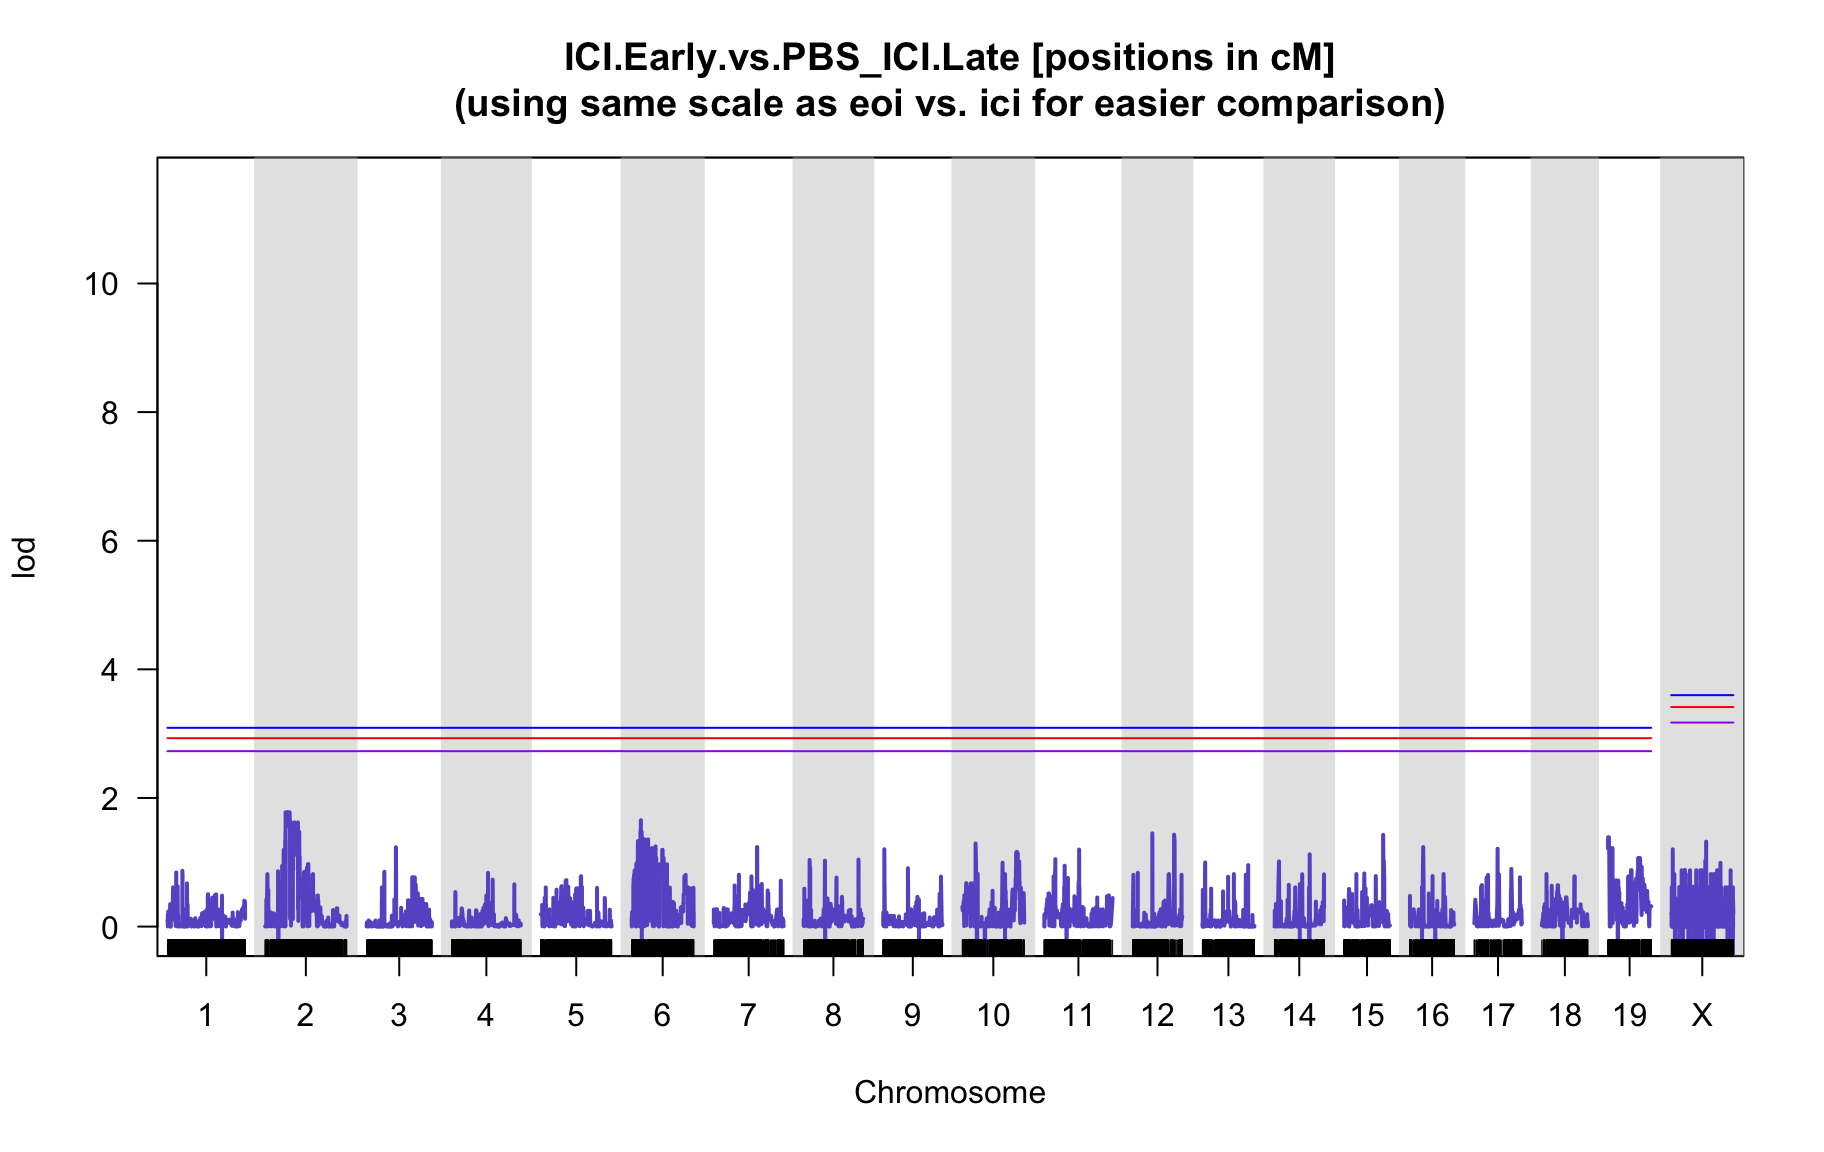 ICI.Early.vs.PBS_ICI.Late [positions in cM]
(using same scale as eoi vs. ici for easier comparison)
10
8
6
4
2
0
lod
1 2 3 4 5 6 7 8 9 10 11 12 13 14 15 16 17 18 19 X
Chromosome